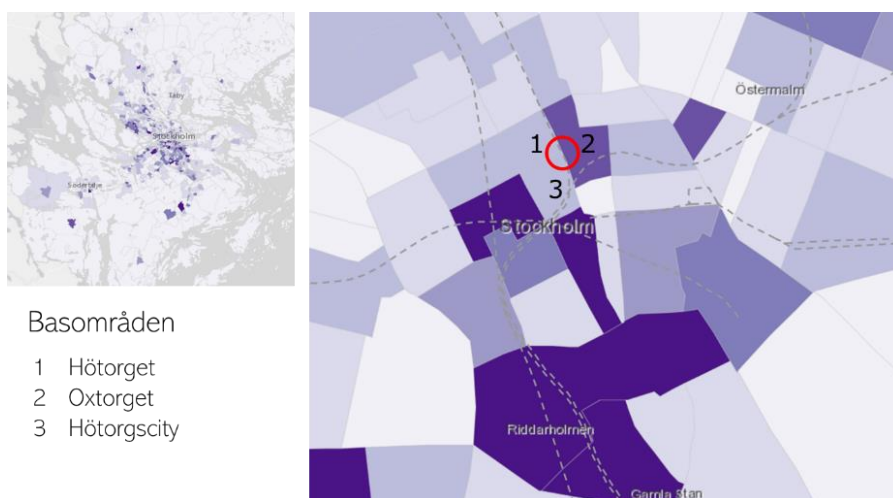 Täby
Stockholm
Södertälje
Basområden
1 Hötorget
2 Oxtorget
3 Hötorgscity
Östermalm
1
2
3
Stockholm
Riddarholmen
Gamla Stan